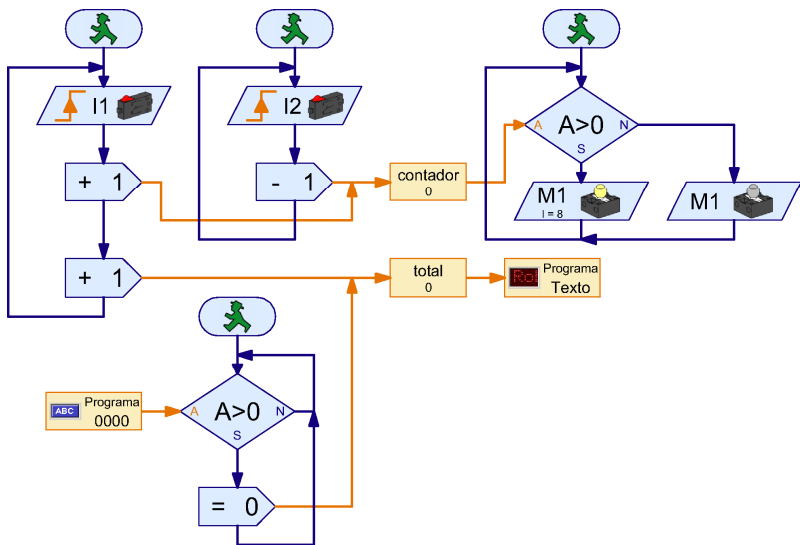 I1
I2
A>0
A
N
S
+ 1
- 1
contador
0
M1
I = 8
M1
+ 1
total
0
Rol
Programa
Texto
ABC
Programa
0000
A>0
A
N
S
= 0